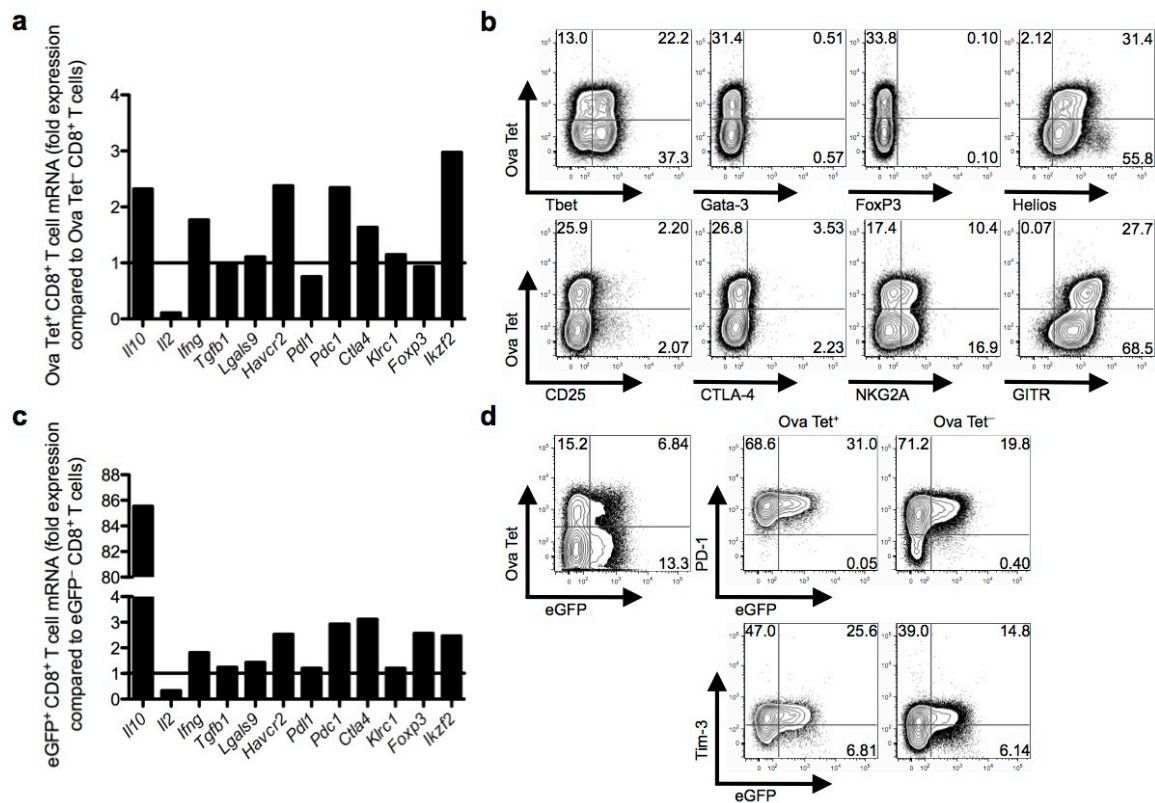 a
Ova Tet⁺ CD8⁺ T cell mRNA (fold expression
compared to Ova Tet⁻ CD8⁺ T cells)
4
3
2
1
0
Il10
Il2
Ifng
Tgfb1
Lgals9
Havcr2
Pdl1
Pdc1
Ctla4
Klrc1
Foxp3
Ikzf2
b
13.0 22.2
37.3
31.4 0.51
0.57
33.8 0.10
0.10
2.12 31.4
55.8
Ova Tet
Tbet
Gata-3
FoxP3
Helios
25.9 2.20
2.07
26.8 3.53
2.23
17.4 10.4
16.9
0.07 27.7
68.5
Ova Tet
CD25
CTLA-4
NKG2A
GITR
c
eGFP⁺ CD8⁺ T cell mRNA (fold expression
compared to eGFP⁻ CD8⁺ T cells)
88
86
84
82
80
4
3
2
1
0
Il10
Il2
Ifng
Tgfb1
Lgals9
Havcr2
Pdl1
Pdc1
Ctla4
Klrc1
Foxp3
Ikzf2
d
Ova Tet⁺
Ova Tet⁻
15.2 6.84
13.3
Ova Tet
eGFP
68.6 31.0
0.05
71.2 19.8
0.40
PD-1
eGFP
47.0 25.6
6.81
39.0 14.8
6.14
Tim-3
eGFP